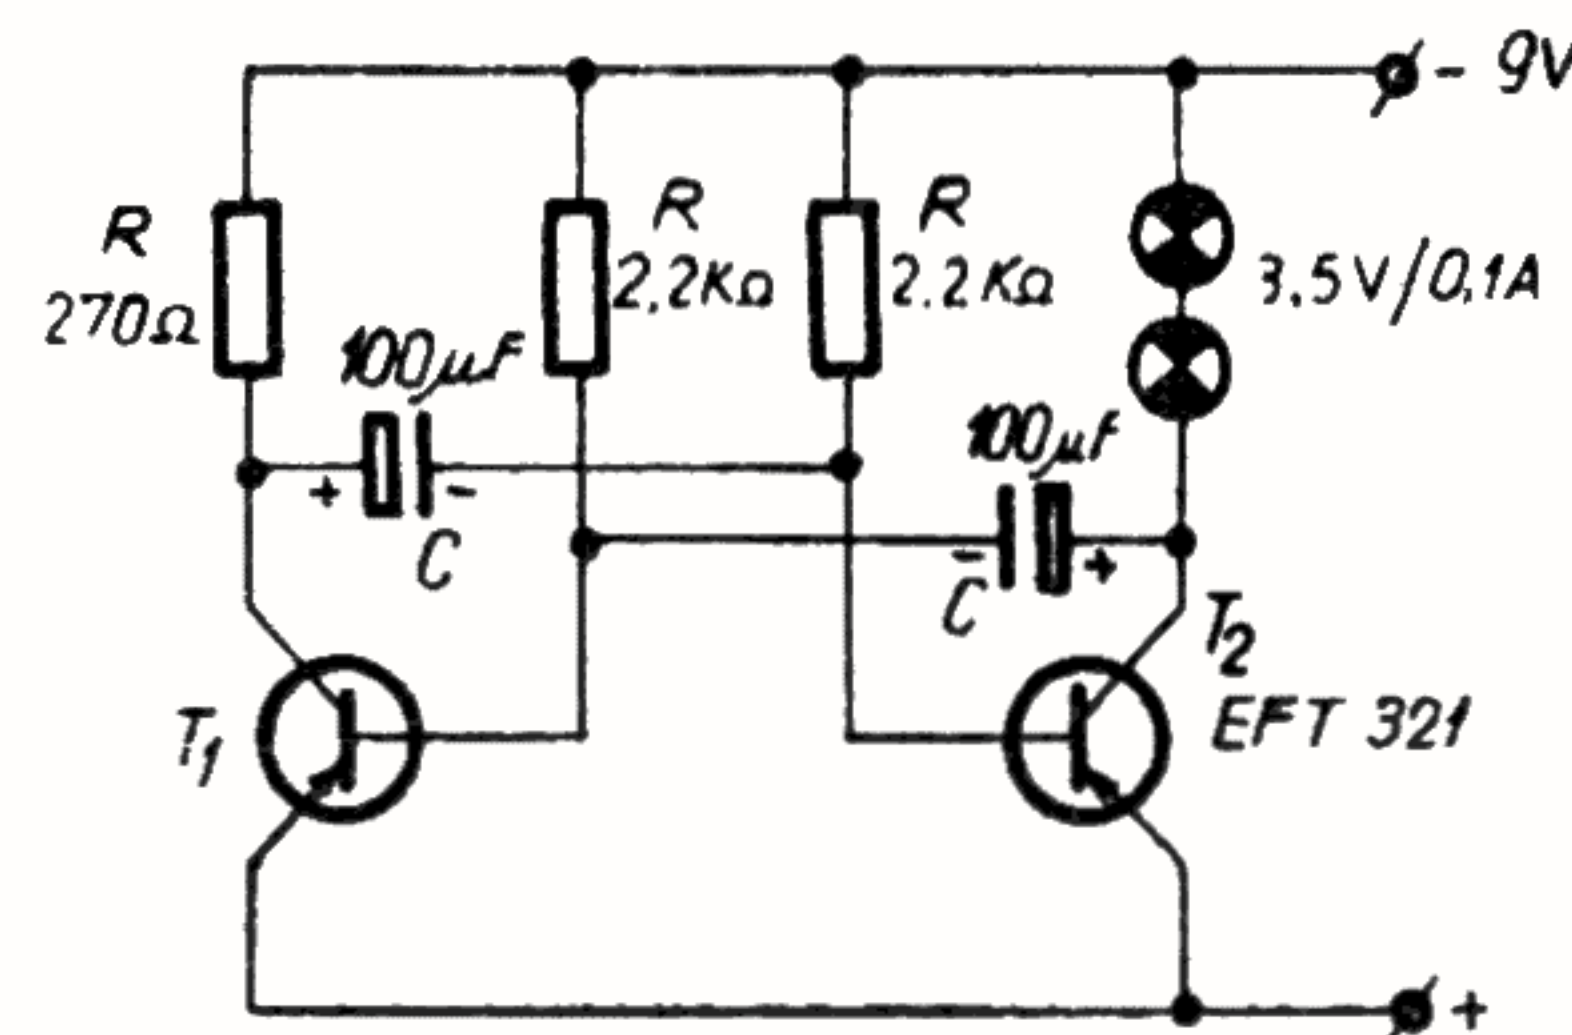 - 9V
R
270Ω
R
2,2KΩ
R
2.2KΩ
3,5V/0,1A
100µF
+ -
C
100µF
- +
C
T1
T2
EFT 321
+